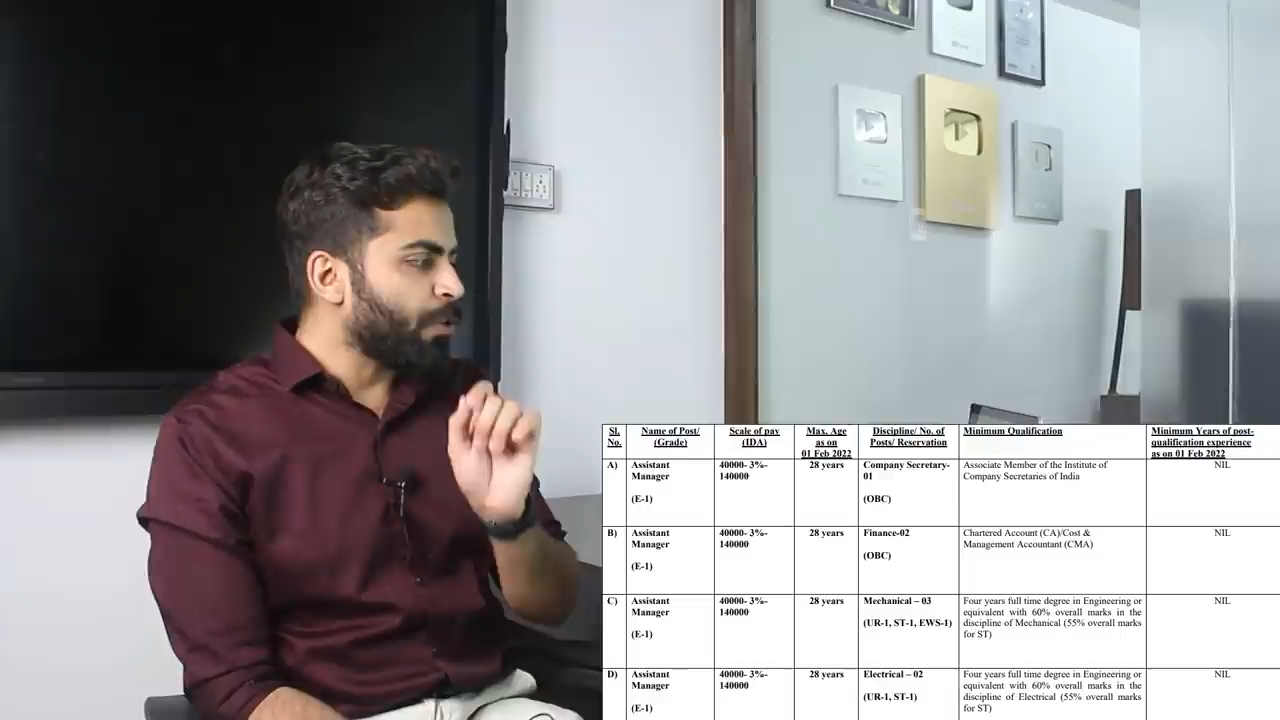 Sl. No.
Name of Post/ (Grade)
Scale of pay (IDA)
Max. Age as on 01 Feb 2022
Discipline/ No. of Posts/ Reservation
Minimum Qualification
Minimum Years of post-qualification experience as on 01 Feb 2022
A)
Assistant Manager
(E-1)
40000- 3%-
140000
28 years
Company Secretary-
01
(OBC)
Associate Member of the Institute of
Company Secretaries of India
NIL
B)
Assistant Manager
(E-1)
40000- 3%-
140000
28 years
Finance-02
(OBC)
Chartered Account (CA)/Cost &
Management Accountant (CMA)
NIL
C)
Assistant Manager
(E-1)
40000- 3%-
140000
28 years
Mechanical – 03
(UR-1, ST-1, EWS-1)
Four years full time degree in Engineering or
equivalent with 60% overall marks in the
discipline of Mechanical (55% overall marks
for ST)
NIL
D)
Assistant Manager
(E-1)
40000- 3%-
140000
28 years
Electrical – 02
(UR-1, ST-1)
Four years full time degree in Engineering or
equivalent with 60% overall marks in the
discipline of Electrical (55% overall marks
for ST)
NIL